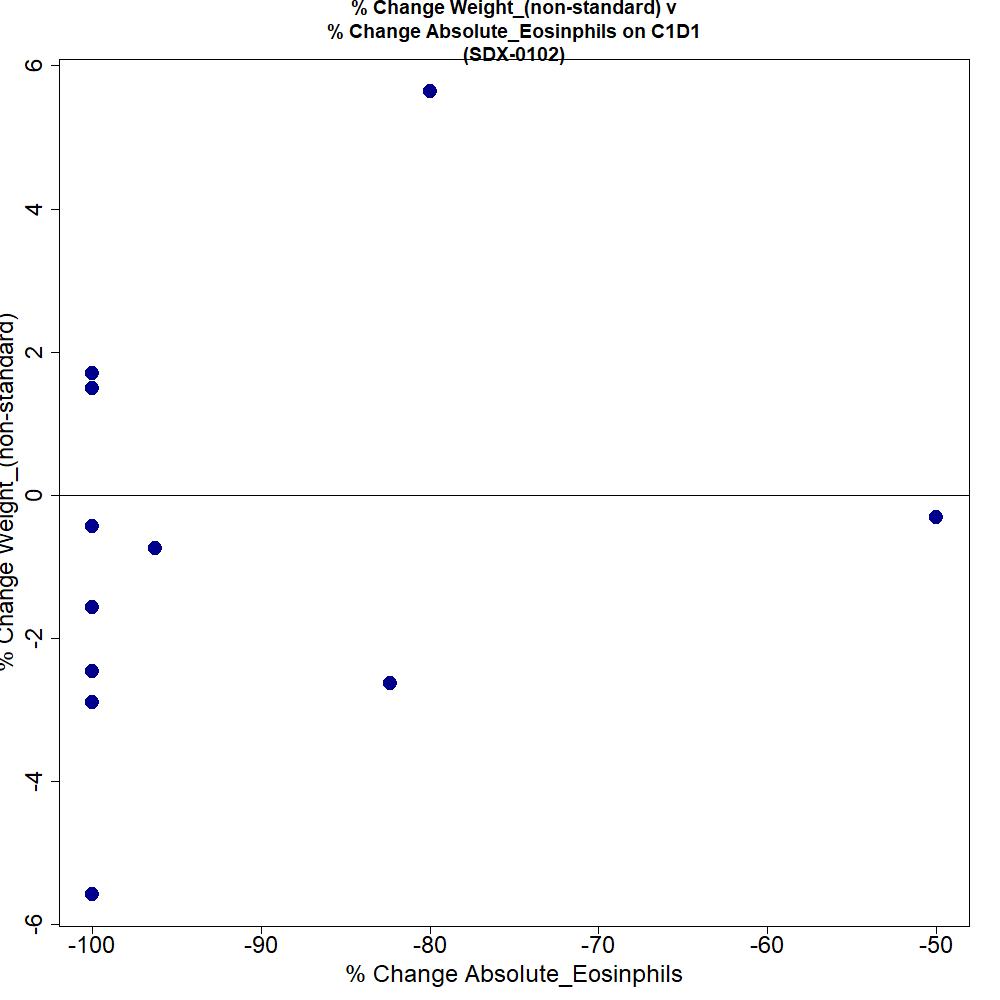 % Change Weight_(non-standard) v
% Change Absolute_Eosinphils on C1D1
(SDX-0102)
6
4
2
0
-2
-4
-6
% Change Weight_(non-standard)
-100
-90
-80
-70
-60
-50
% Change Absolute_Eosinphils